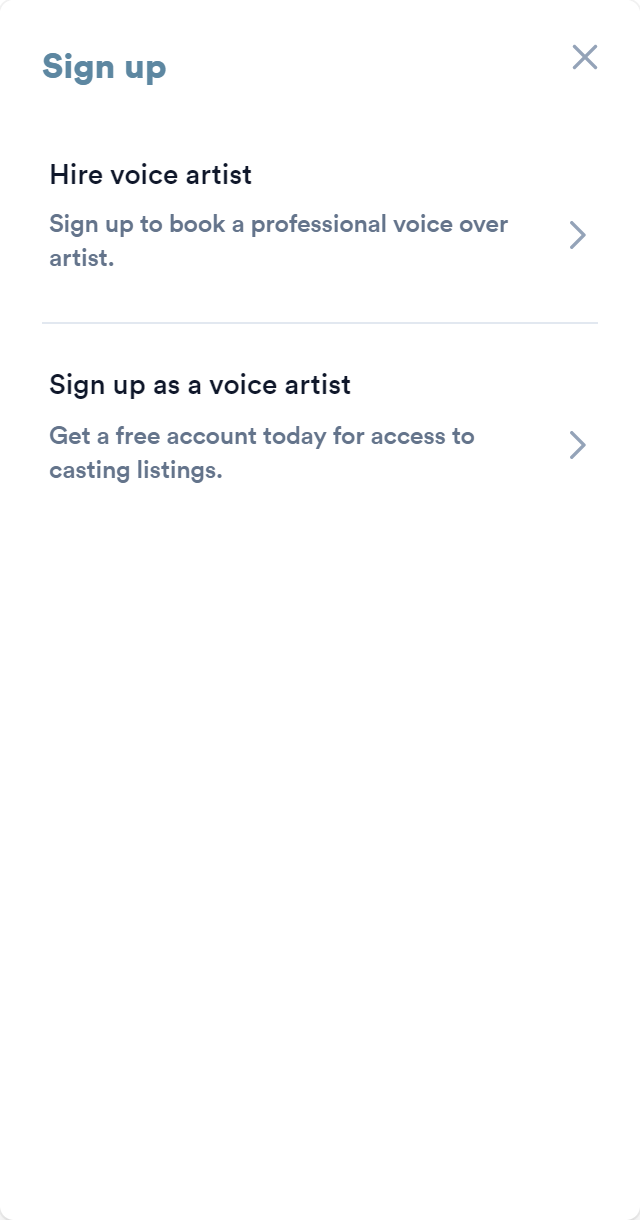 Sign up
Hire voice artist
Sign up to book a professional voice over
artist.
Sign up as a voice artist
Get a free account today for access to
casting listings.